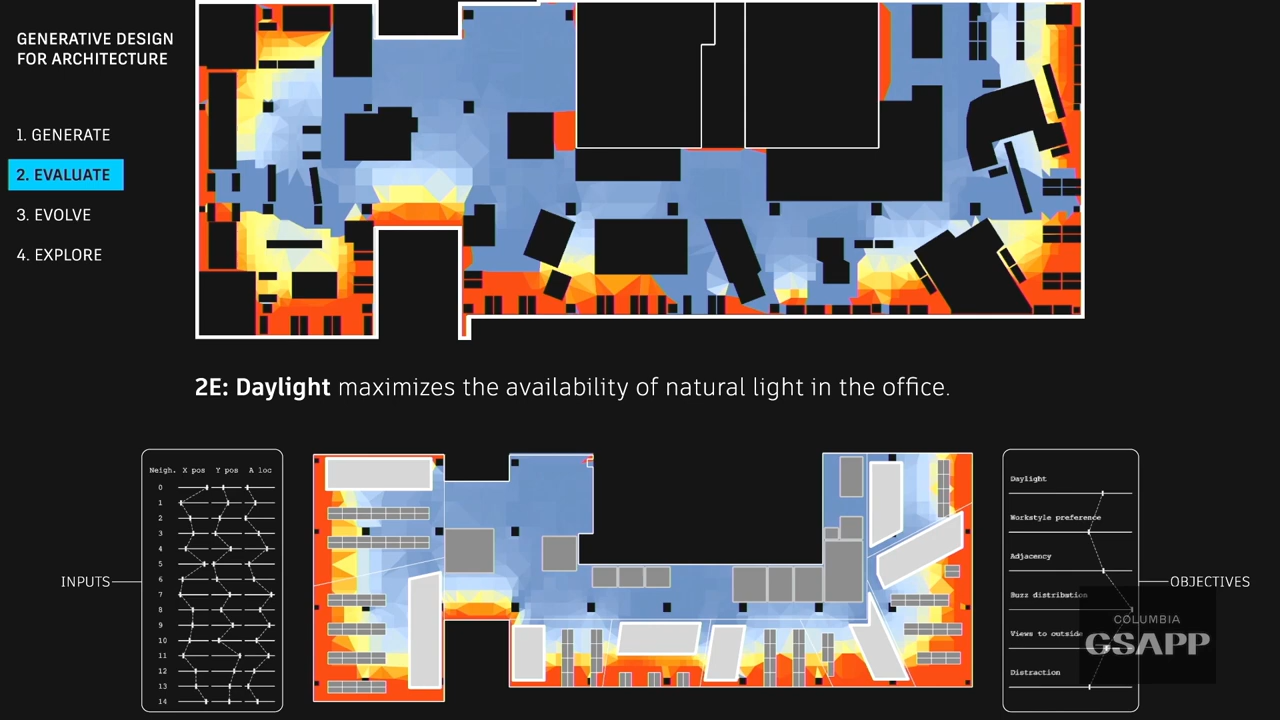 GENERATIVE DESIGN
FOR ARCHITECTURE
1. GENERATE
2. EVALUATE
3. EVOLVE
4. EXPLORE
2E: Daylight maximizes the availability of natural light in the office.
INPUTS
Neigh. X pos Y pos A loc
0
1
2
3
4
5
6
7
8
9
10
11
12
13
14
Daylight
Workstyle preference
Adjacency
Buzz distribution
Views to outside
Distraction
OBJECTIVES
COLUMBIA
GSAPP